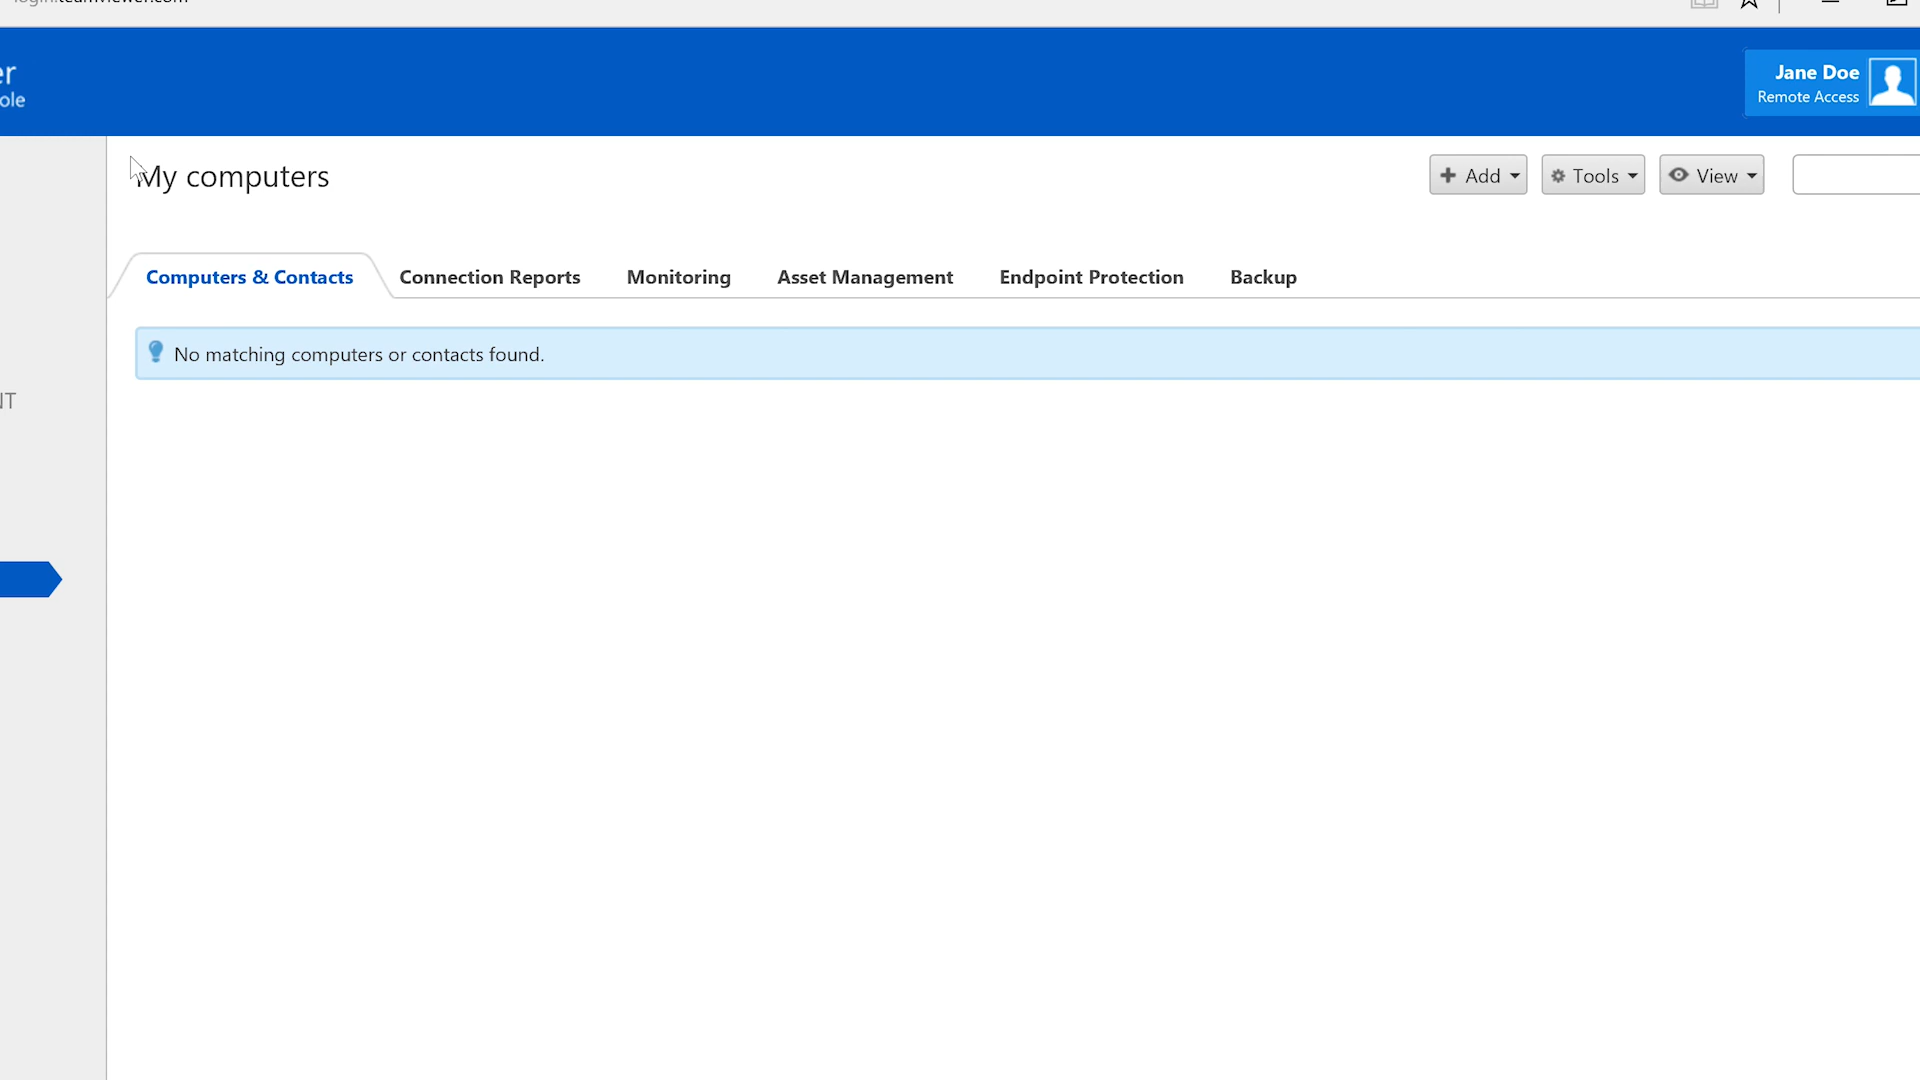 er
ole
Jane Doe
Remote Access
My computers
Add
Tools
View
Computers & Contacts
Connection Reports
Monitoring
Asset Management
Endpoint Protection
Backup
No matching computers or contacts found.
NT